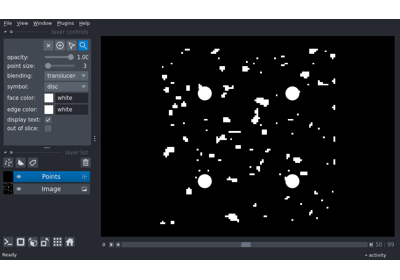 File View Window Plugins Help
layer controls
opacity: 1.00
point size: 3
blending: translucen
symbol: disc
face color: white
edge color: white
display text:
out of slice:
layer list
Points
Image
50 99
Ready
activity